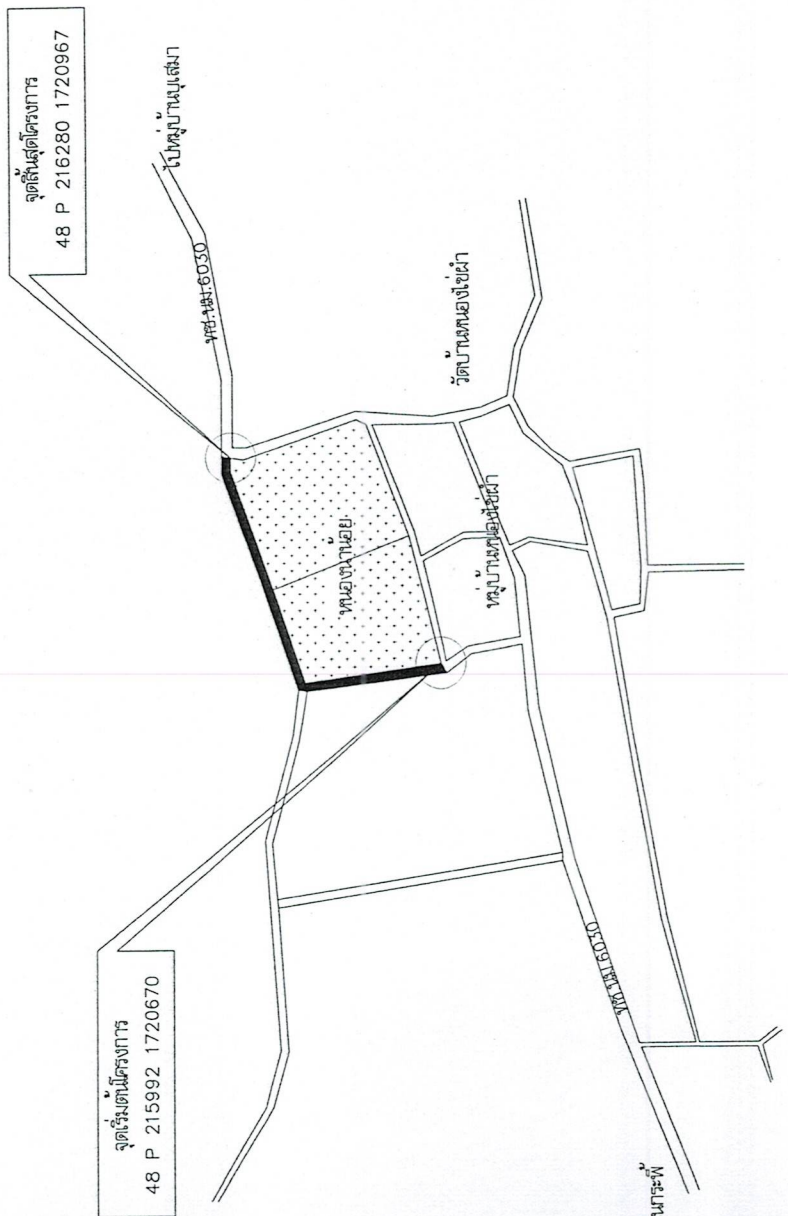 จุดสิ้นสุดโครงการ
48 P 216280 1720967
ไปหมู่บ้านบุเสมา
ทช.นม.6030
วัดบ้านหนองไข่ผำ
หนองนาน้อย
หมู่บ้านหนองไข่ผำ
จุดเริ่มต้นโครงการ
48 P 215992 1720670
ทช.นม.6030